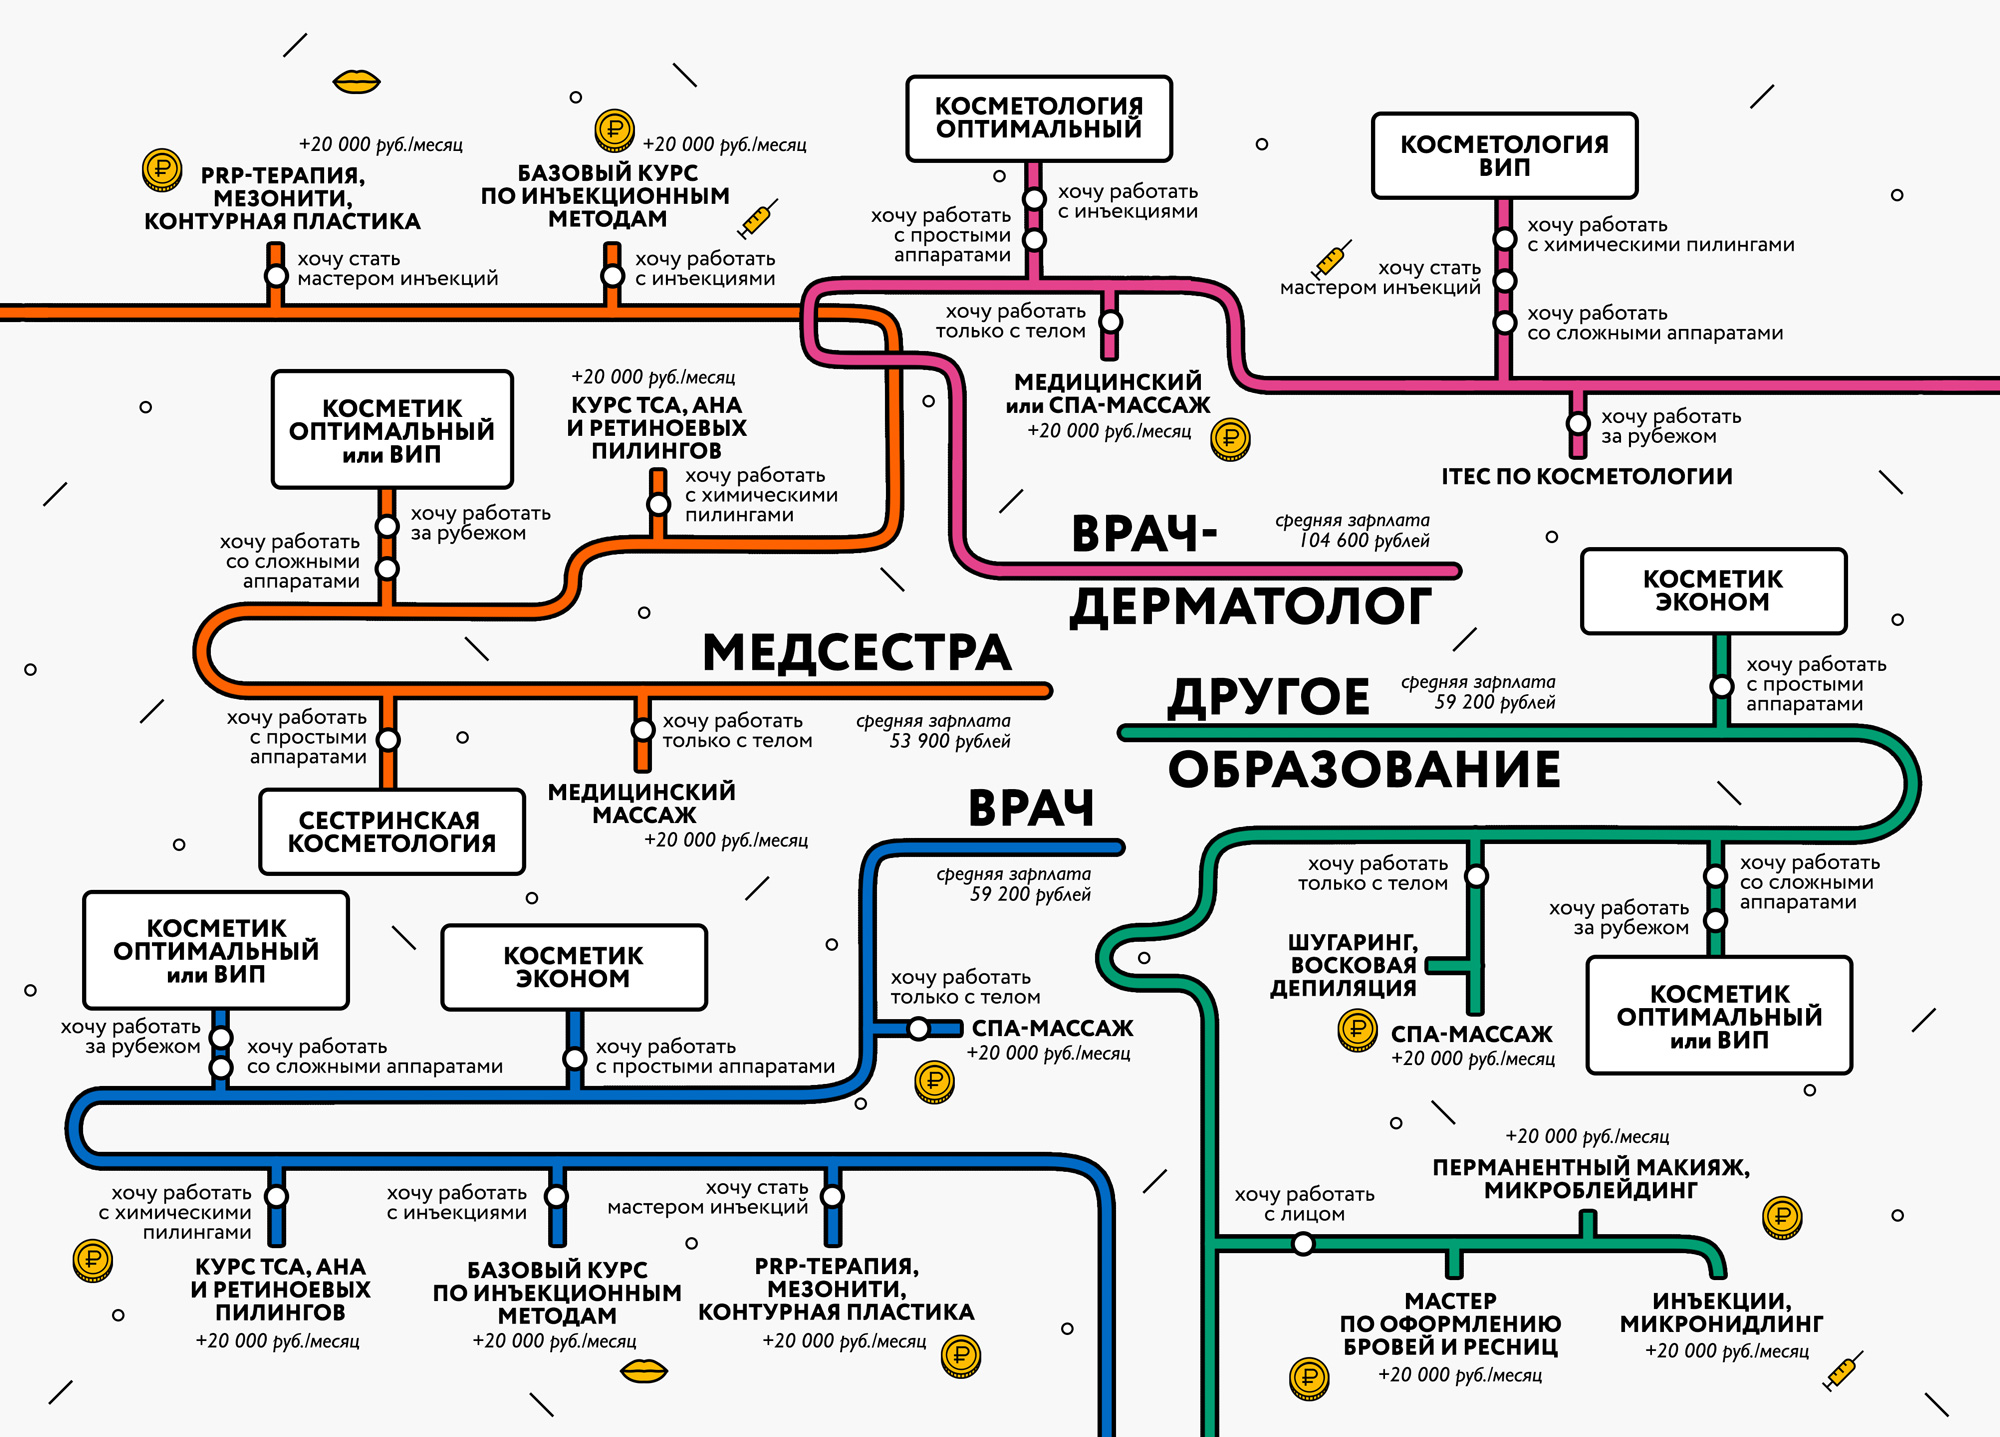 +20 000 руб./месяц
PRP-ТЕРАПИЯ,
МЕЗОНИТИ,
КОНТУРНАЯ ПЛАСТИКА
хочу стать
мастером инъекций
+20 000 руб./месяц
БАЗОВЫЙ КУРС
ПО ИНЪЕКЦИОННЫМ
МЕТОДАМ
хочу работать
с инъекциями
КОСМЕТОЛОГИЯ
ОПТИМАЛЬНЫЙ
хочу работать
с инъекциями
хочу работать
с простыми
аппаратами
хочу работать
только с телом
МЕДИЦИНСКИЙ
или СПА-МАССАЖ
+20 000 руб./месяц
КОСМЕТОЛОГИЯ
ВИП
хочу работать
с химическими пилингами
хочу стать
мастером инъекций
хочу работать
со сложными аппаратами
хочу работать
за рубежом
ITEC ПО КОСМЕТОЛОГИИ
КОСМЕТИК
ОПТИМАЛЬНЫЙ
или ВИП
хочу работать
за рубежом
хочу работать
со сложными
аппаратами
+20 000 руб./месяц
КУРС ТСА, АНА
И РЕТИНОЕВЫХ
ПИЛИНГОВ
хочу работать
с химическими
пилингами
ВРАЧ-
ДЕРМАТОЛОГ
средняя зарплата
104 600 рублей
МЕДСЕСТРА
средняя зарплата
53 900 рублей
хочу работать
с простыми
аппаратами
СЕСТРИНСКАЯ
КОСМЕТОЛОГИЯ
хочу работать
только с телом
МЕДИЦИНСКИЙ
МАССАЖ
+20 000 руб./месяц
ДРУГОЕ
ОБРАЗОВАНИЕ
средняя зарплата
59 200 рублей
КОСМЕТИК
ЭКОНОМ
хочу работать
с простыми
аппаратами
хочу работать
только с телом
ШУГАРИНГ,
ВОСКОВАЯ
ДЕПИЛЯЦИЯ
СПА-МАССАЖ
+20 000 руб./месяц
хочу работать
со сложными
аппаратами
хочу работать
за рубежом
КОСМЕТИК
ОПТИМАЛЬНЫЙ
или ВИП
ВРАЧ
средняя зарплата
59 200 рублей
хочу работать
только с телом
СПА-МАССАЖ
+20 000 руб./месяц
КОСМЕТИК
ОПТИМАЛЬНЫЙ
или ВИП
хочу работать
за рубежом
хочу работать
со сложными аппаратами
КОСМЕТИК
ЭКОНОМ
хочу работать
с простыми аппаратами
хочу работать
с химическими
пилингами
КУРС ТСА, АНА
И РЕТИНОЕВЫХ
ПИЛИНГОВ
+20 000 руб./месяц
хочу работать
с инъекциями
БАЗОВЫЙ КУРС
ПО ИНЪЕКЦИОННЫМ
МЕТОДАМ
+20 000 руб./месяц
хочу стать
мастером инъекций
PRP-ТЕРАПИЯ,
МЕЗОНИТИ,
КОНТУРНАЯ ПЛАСТИКА
+20 000 руб./месяц
хочу работать
с лицом
+20 000 руб./месяц
ПЕРМАНЕНТНЫЙ МАКИЯЖ,
МИКРОБЛЕЙДИНГ
МАСТЕР
ПО ОФОРМЛЕНИЮ
БРОВЕЙ И РЕСНИЦ
+20 000 руб./месяц
ИНЪЕКЦИИ,
МИКРОНИДЛИНГ
+20 000 руб./месяц